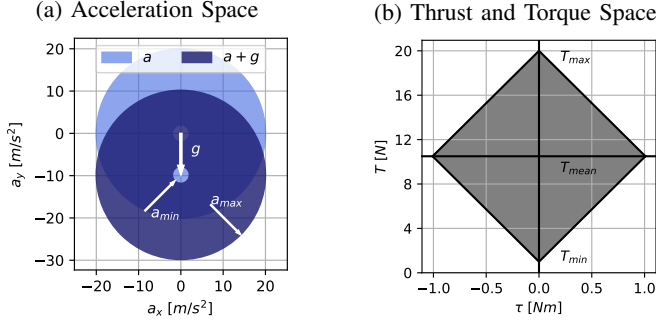 (a) Acceleration Space
20
10
0
−10
−20
−30
a_y [m/s²]
a
a + g
g
a_min
a_max
−20
−10
0
10
20
a_x [m/s²]
(b) Thrust and Torque Space
20
16
12
8
4
0
T [N]
T_max
T_mean
T_min
−1.0
−0.5
0.0
0.5
1.0
τ [Nm]